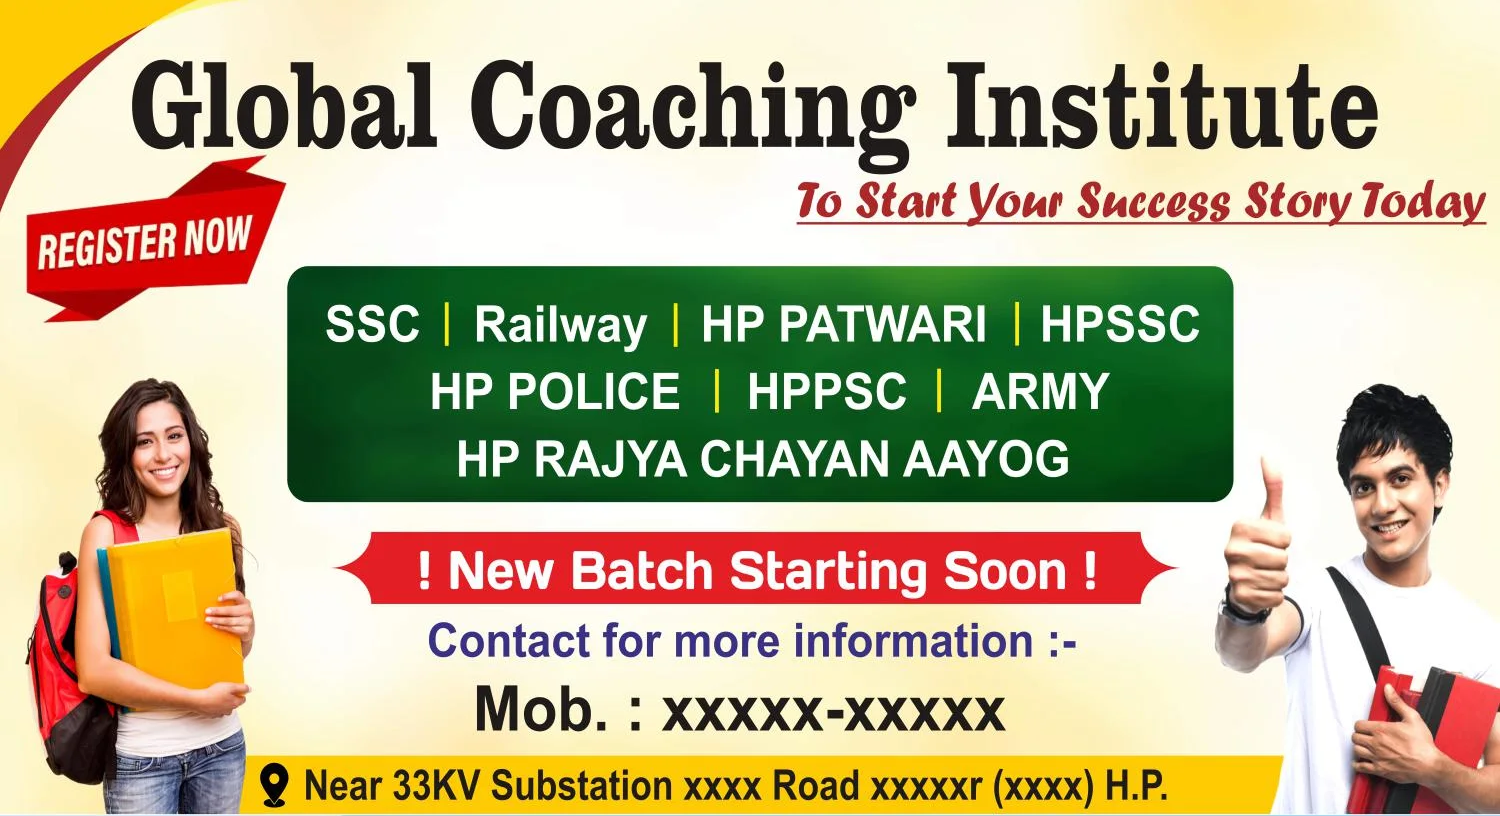 Global Coaching Institute
To Start Your Success Story Today
REGISTER NOW
SSC | Railway | HP PATWARI | HPSSC
HP POLICE | HPPSC | ARMY
HP RAJYA CHAYAN AAYOG
! New Batch Starting Soon !
Contact for more information :-
Mob. : xxxxx-xxxxx
Near 33KV Substation xxxx Road xxxxxr (xxxx) H.P.